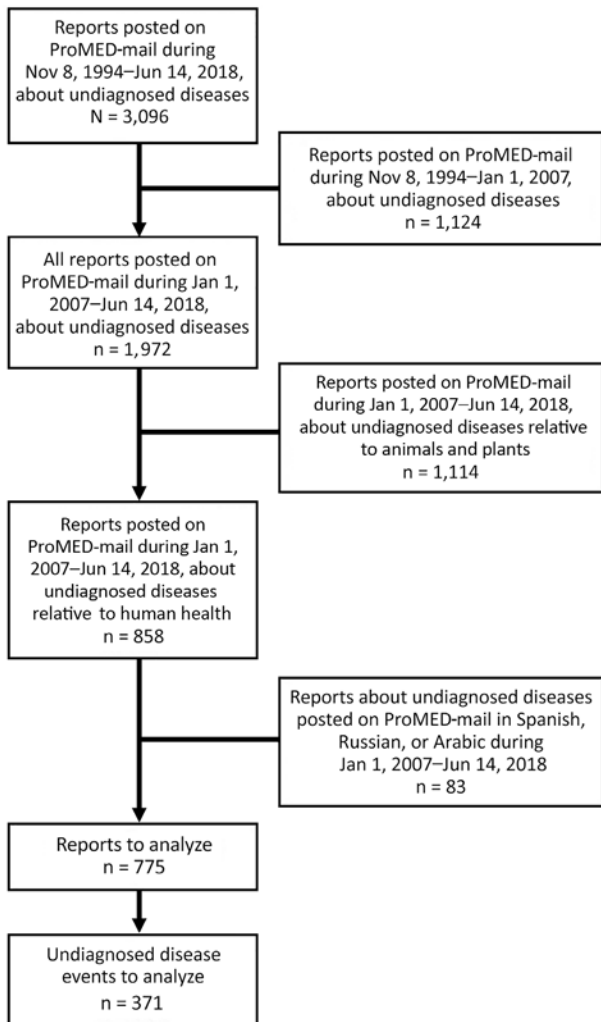 Reports posted on
ProMED-mail during
Nov 8, 1994–Jun 14, 2018,
about undiagnosed diseases
N = 3,096
Reports posted on ProMED-mail
during Nov 8, 1994–Jan 1, 2007,
about undiagnosed diseases
n = 1,124
All reports posted on
ProMED-mail during Jan 1,
2007–Jun 14, 2018,
about undiagnosed diseases
n = 1,972
Reports posted on ProMED-mail
during Jan 1, 2007–Jun 14, 2018,
about undiagnosed diseases relative
to animals and plants
n = 1,114
Reports posted on
ProMED-mail during Jan 1,
2007–Jun 14, 2018, about
undiagnosed diseases
relative to human health
n = 858
Reports about undiagnosed diseases
posted on ProMED-mail in Spanish,
Russian, or Arabic during
Jan 1, 2007–Jun 14, 2018
n = 83
Reports to analyze
n = 775
Undiagnosed disease
events to analyze
n = 371